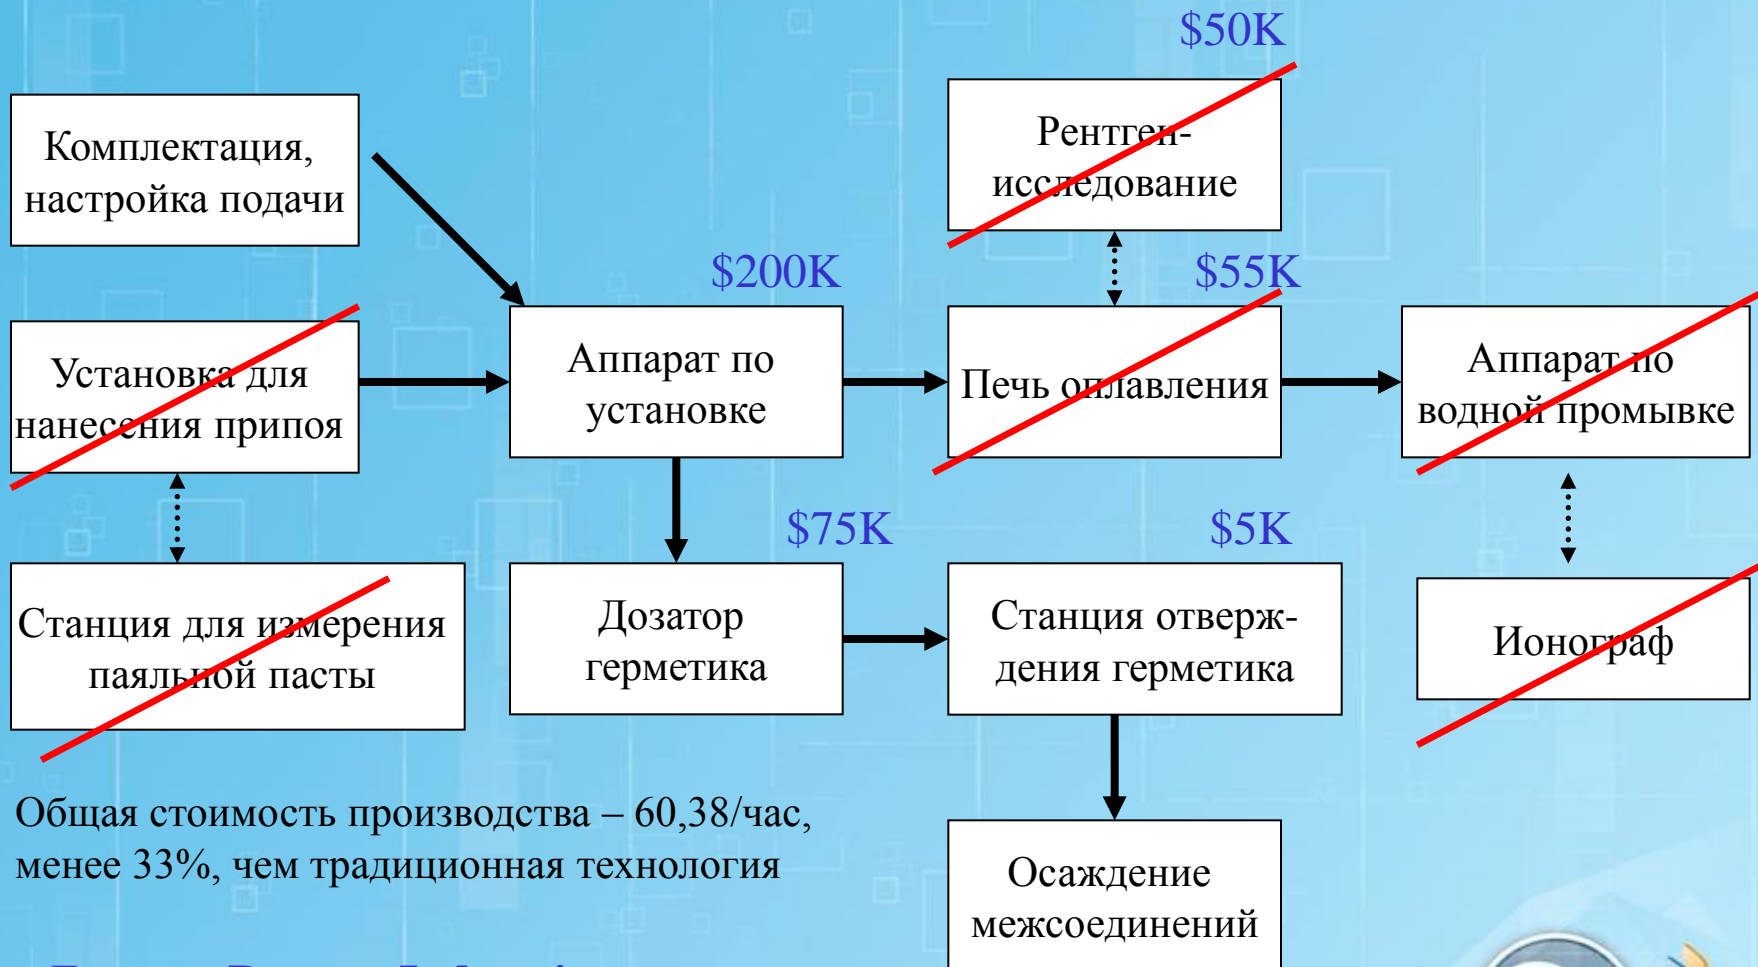 $50K
Комплектация,
настройка подачи
Рентген-
исследование
$200K
$55K
Установка для
нанесения припоя
Аппарат по
установке
Печь оплавления
Аппарат по
водной промывке
$75K
$5K
Станция для измерения
паяльной пасты
Дозатор
герметика
Станция отверж-
дения герметика
Ионограф
Общая стоимость производства – 60,38/час,
менее 33%, чем традиционная технология
Осаждение
межсоединений